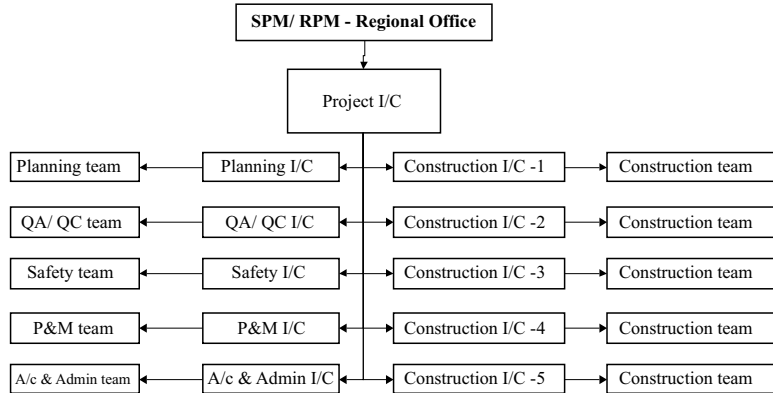 SPM/ RPM - Regional Office
Project I/C
Planning team
Planning I/C
Construction I/C -1
Construction team
QA/ QC team
QA/ QC I/C
Construction I/C -2
Construction team
Safety team
Safety I/C
Construction I/C -3
Construction team
P&M team
P&M I/C
Construction I/C -4
Construction team
A/c & Admin team
A/c & Admin I/C
Construction I/C -5
Construction team